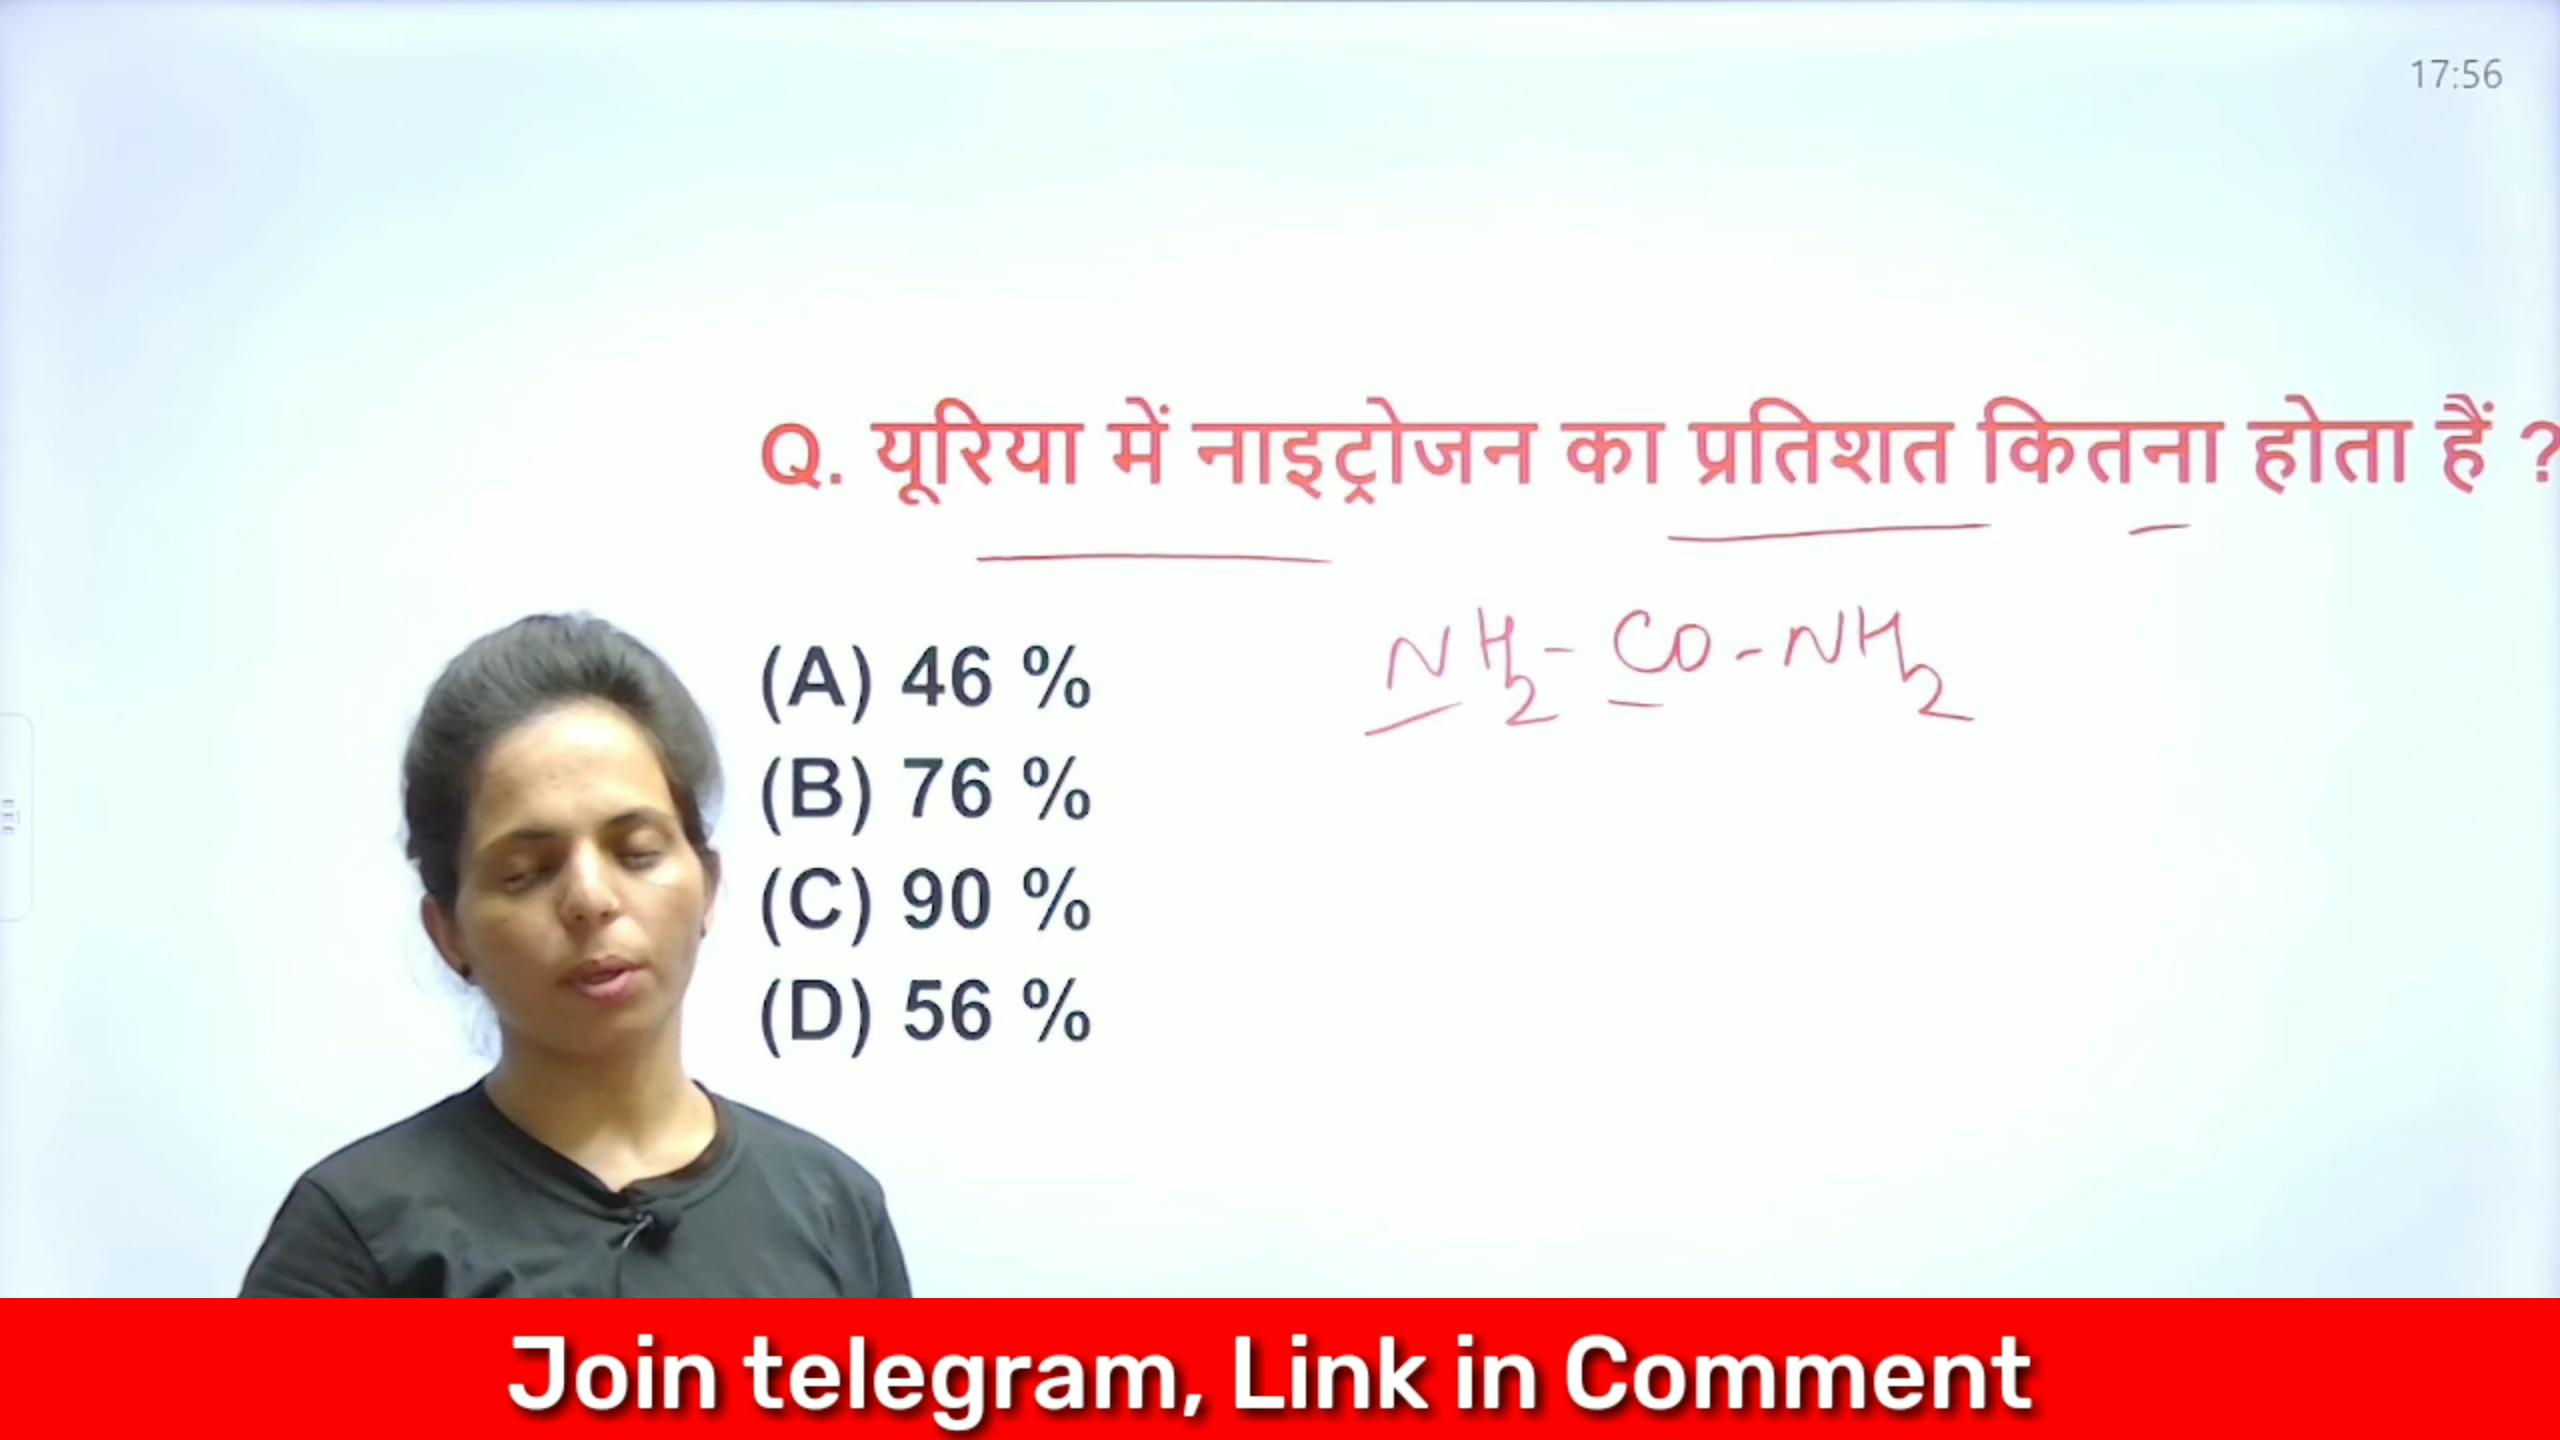 17:56
Q. यूरिया में नाइट्रोजन का प्रतिशत कितना होता हैं ?
NH2 - CO - NH2
(A) 46 %
(B) 76 %
(C) 90 %
(D) 56 %
Join telegram, Link in Comment